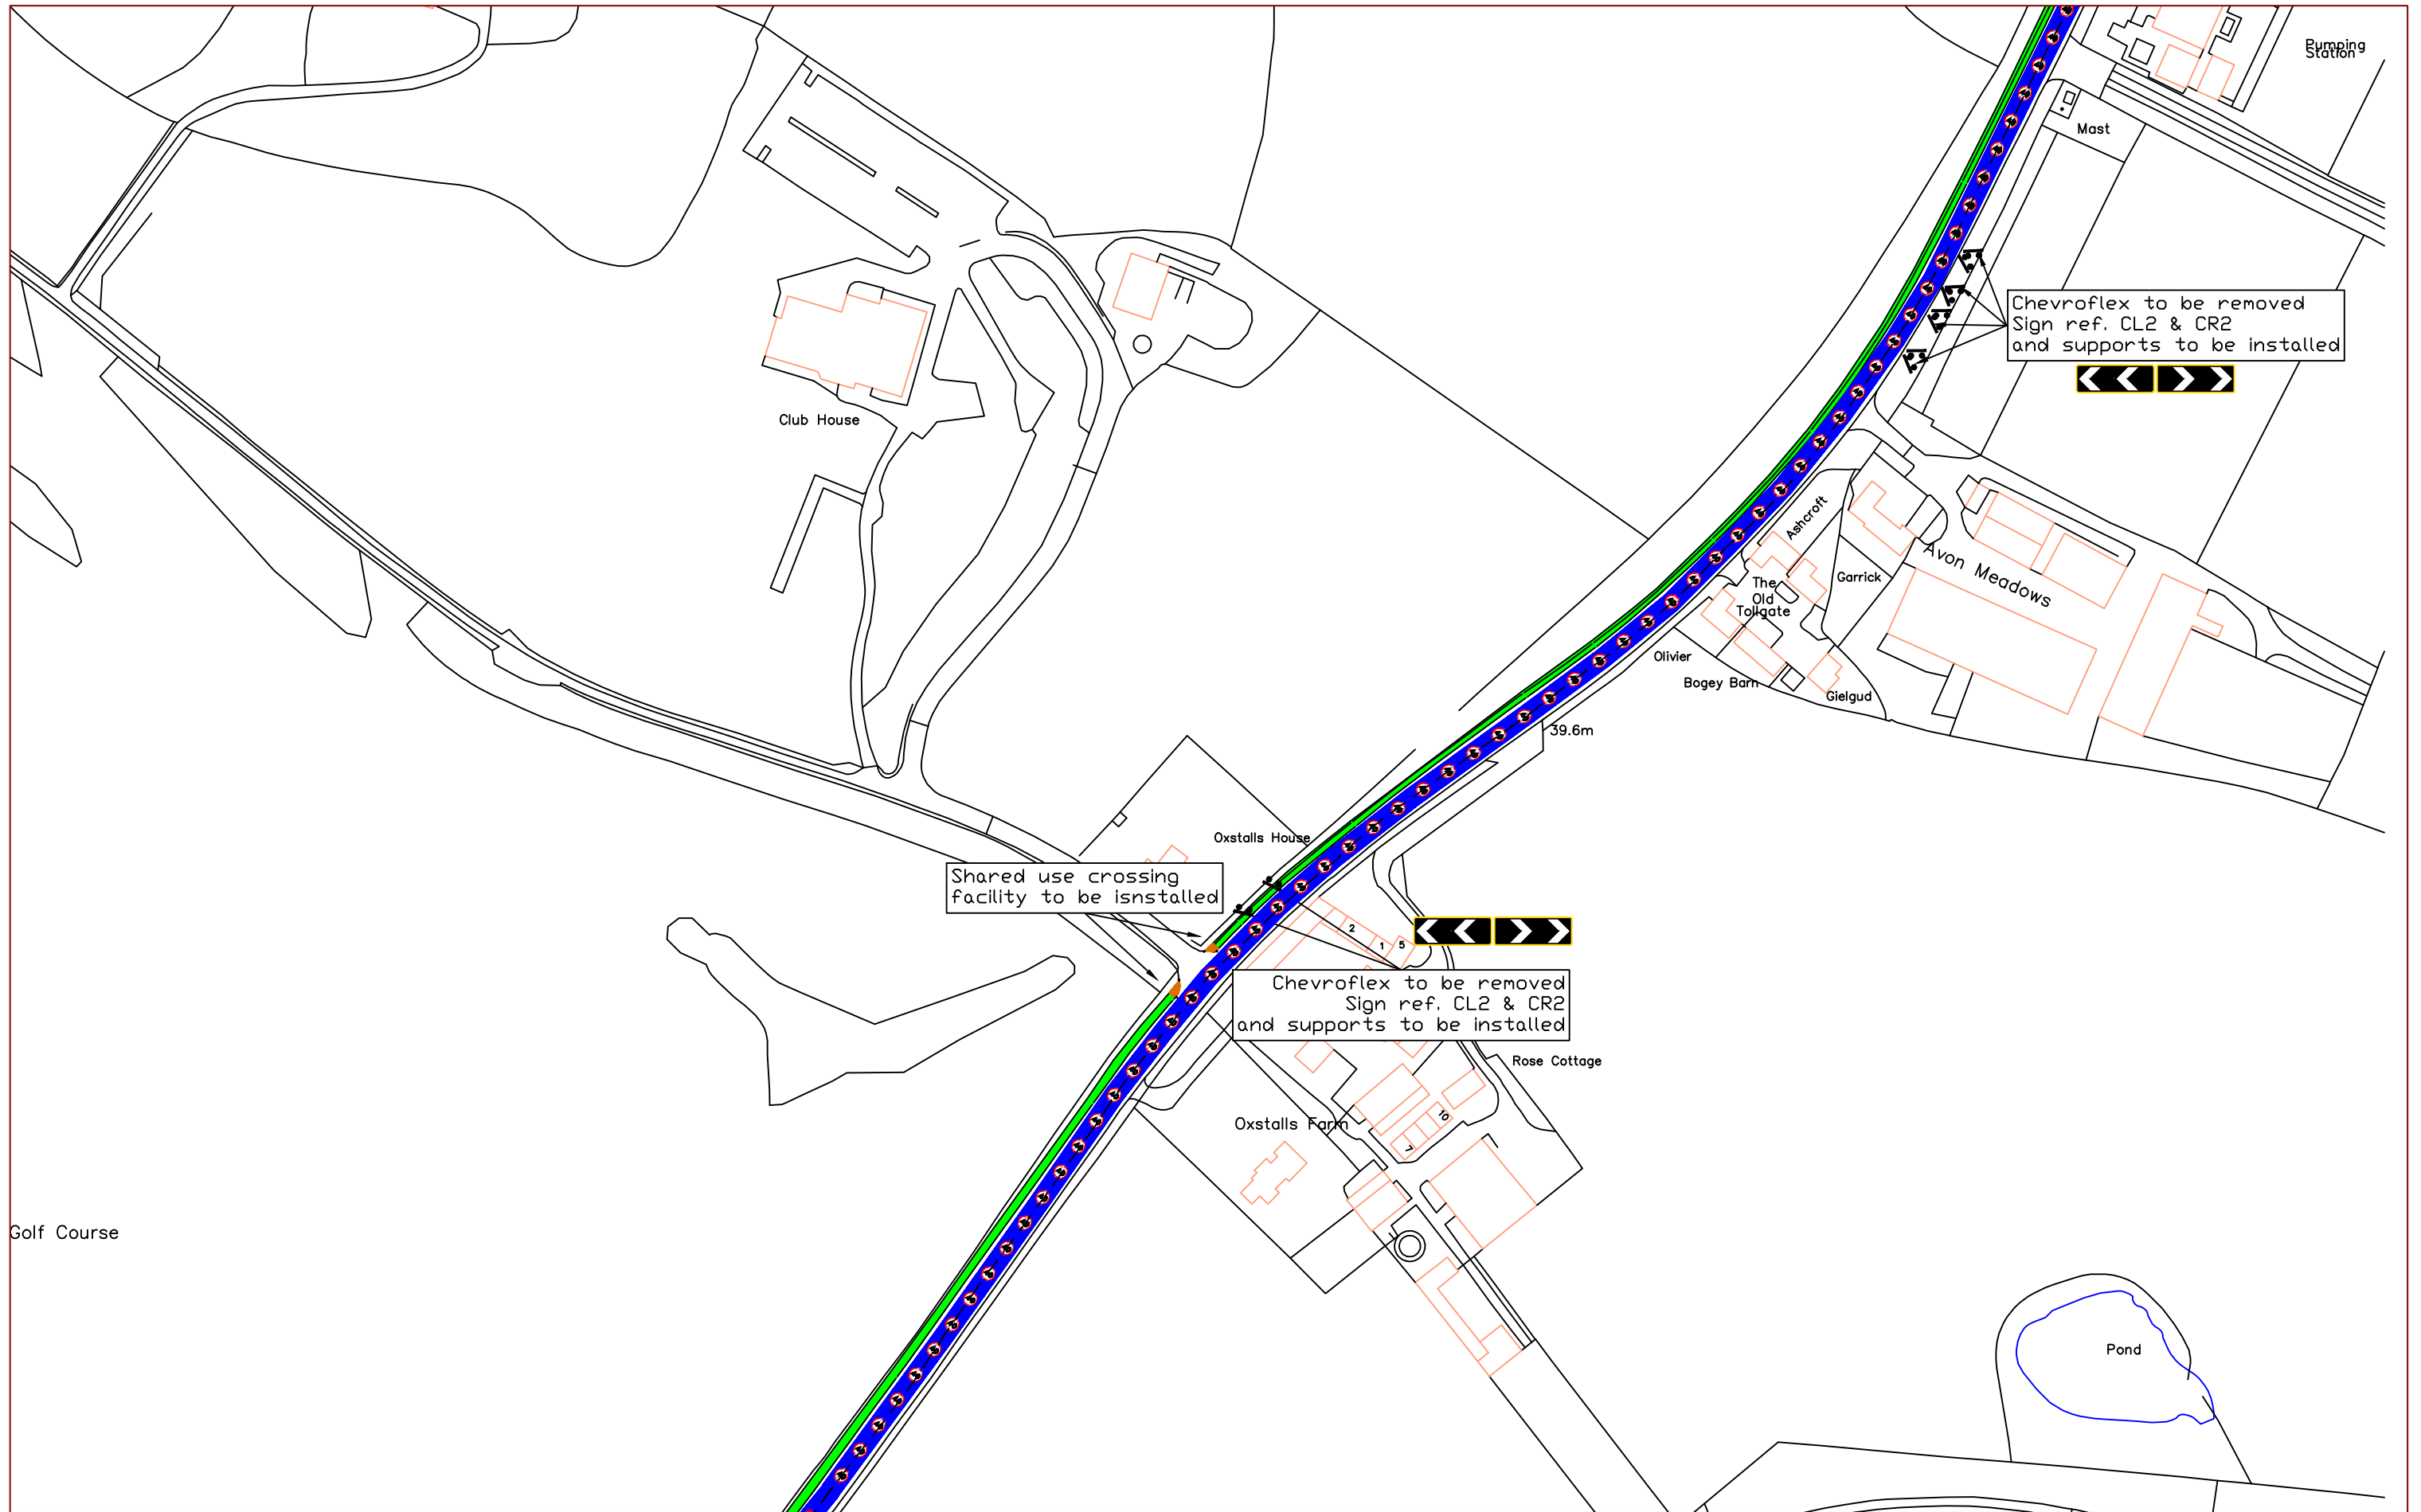 Pumping
Station
Mast
Chevroflex to be removed
Sign ref. CL2 & CR2
and supports to be installed
Club House
Ashcroft
Avon Meadows
Garrick
The
Old
Tollgate
Olivier
Bogey Barn
Gielgud
39.6m
Oxstalls House
Shared use crossing
facility to be isnstalled
2
1
5
Chevroflex to be removed
Sign ref. CL2 & CR2
and supports to be installed
Rose Cottage
Oxstalls Farm
10
7
Golf Course
Pond